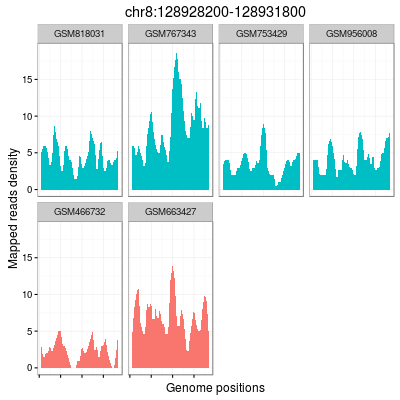 chr8:128928200-128931800
GSM818031 GSM767343 GSM753429 GSM956008
15
10
5
0
GSM466732 GSM663427
15
10
5
0
Mapped reads density
Genome positions